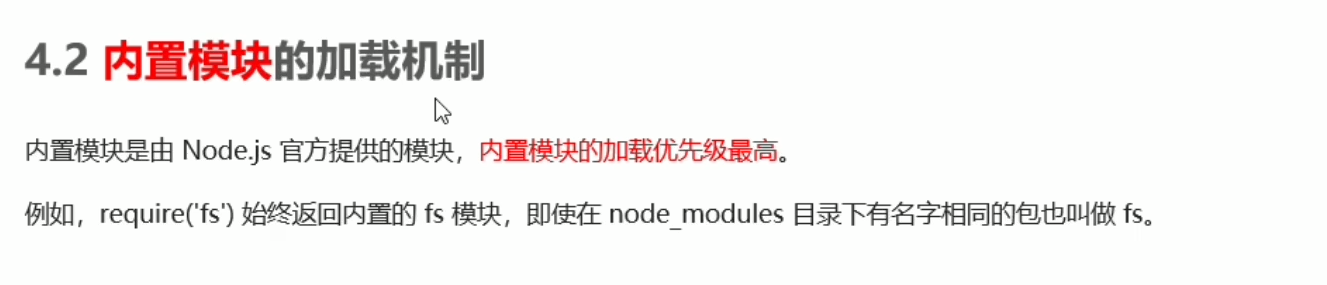 4.2 内置模块的加载机制
内置模块是由 Node.js 官方提供的模块，内置模块的加载优先级最高。
例如，require('fs') 始终返回内置的 fs 模块，即使在 node_modules 目录下有名字相同的包也叫做 fs。